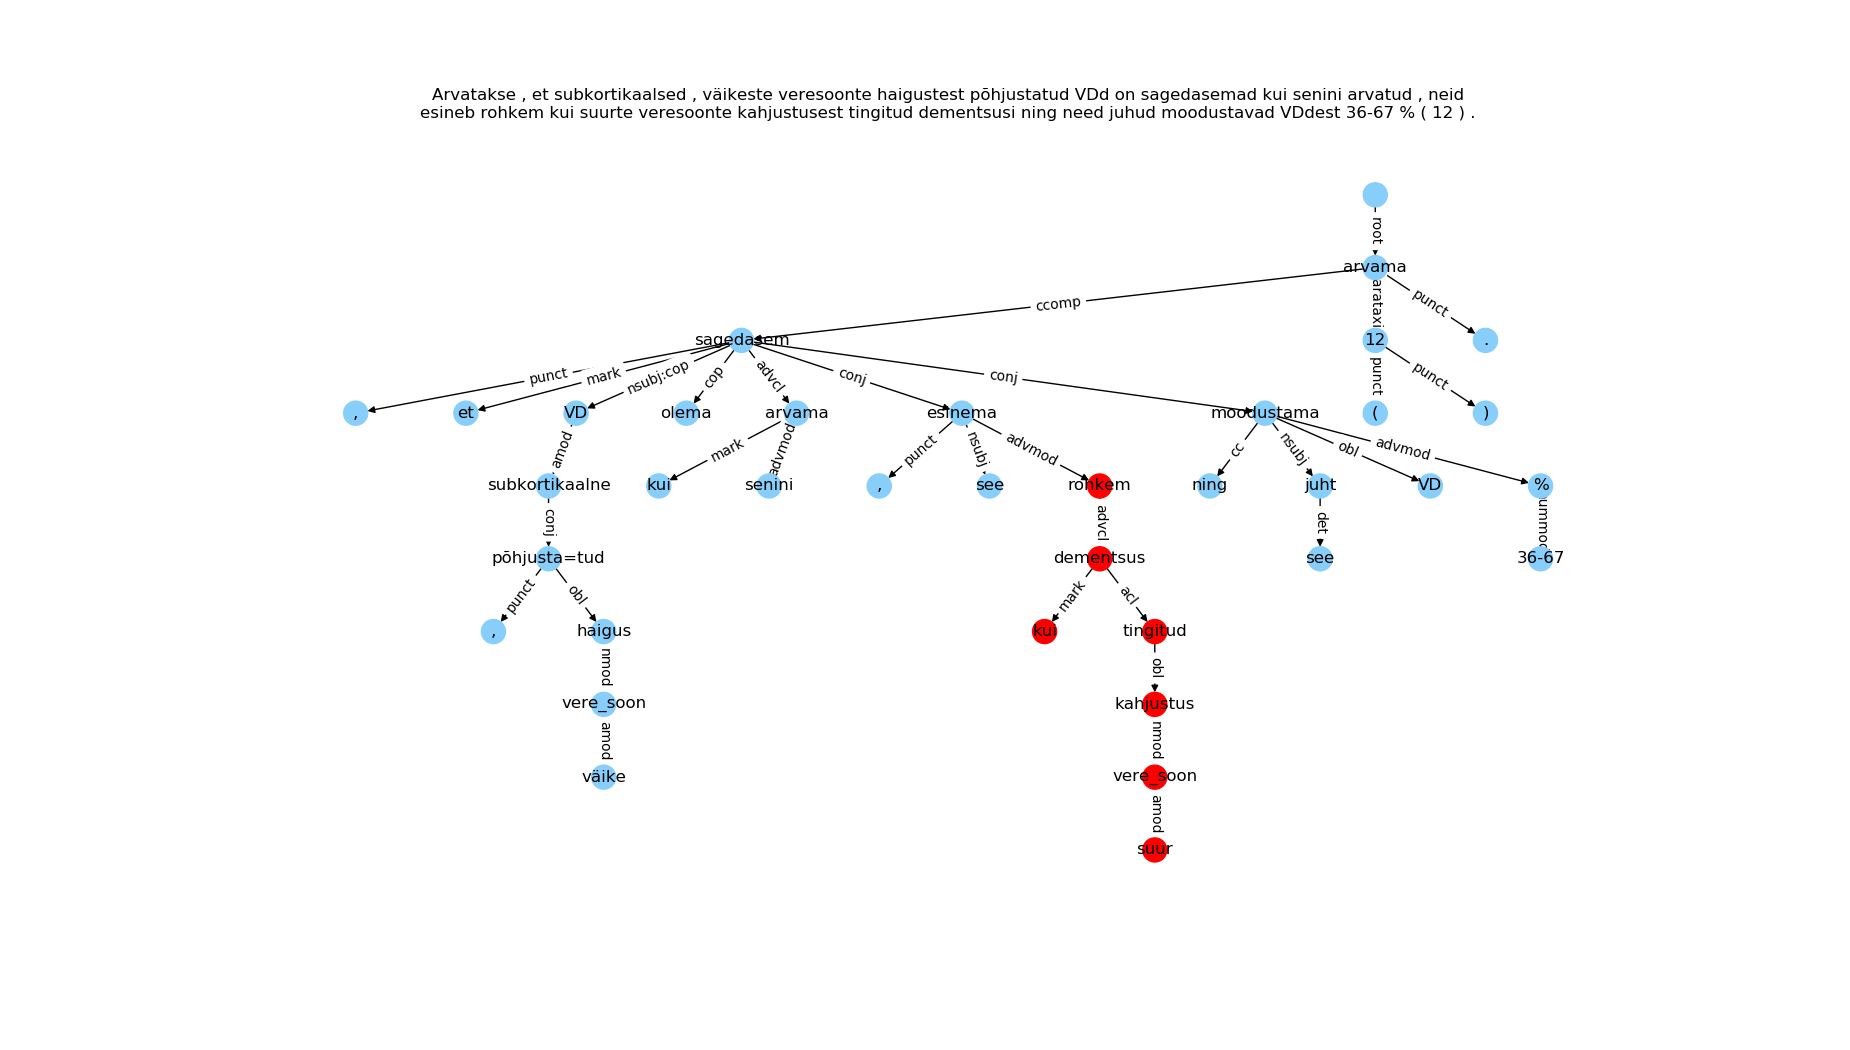 Arvatakse , et subkortikaalsed , väikeste veresoonte haigustest põhjustatud VDd on sagedasemad kui senini arvatud , neid
esineb rohkem kui suurte veresoonte kahjustusest tingitud dementsusi ning need juhud moodustavad VDdest 36-67 % ( 12 ) .
root
arvama
ccomp
arataxi
punct
sagedasem
12
.
punct
mark
nsubj:cop
cop
advcl
conj
conj
punct
punct
,
et
VD
olema
arvama
esinema
moodustama
(
)
amod
mark
advmod
punct
nsubj
advmod
cc
nsubj
obl
advmod
subkortikaalne
kui
senini
,
see
rohkem
ning
juht
VD
%
conj
advcl
det
ummod
põhjusta=tud
dementsus
see
36-67
punct
obl
mark
acl
,
haigus
kui
tingitud
nmod
obl
vere_soon
kahjustus
amod
nmod
väike
vere_soon
amod
suur